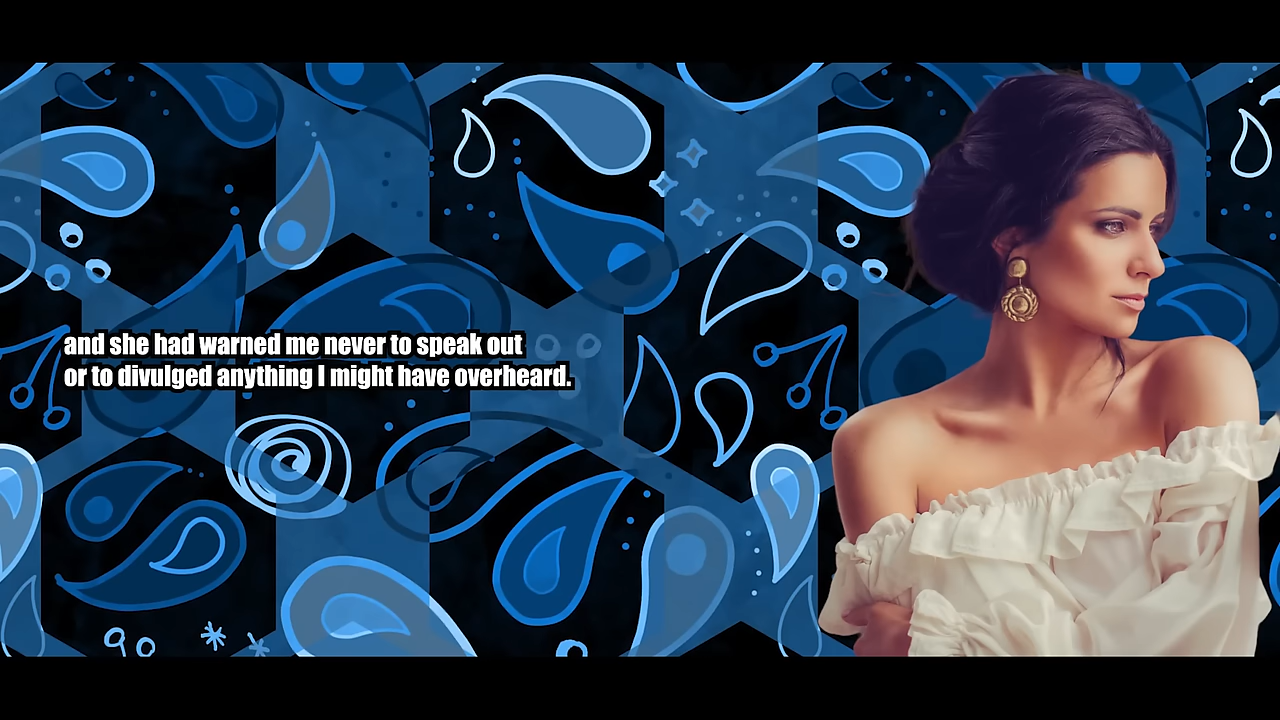 and she had warned me never to speak out
or to divulged anything I might have overheard.